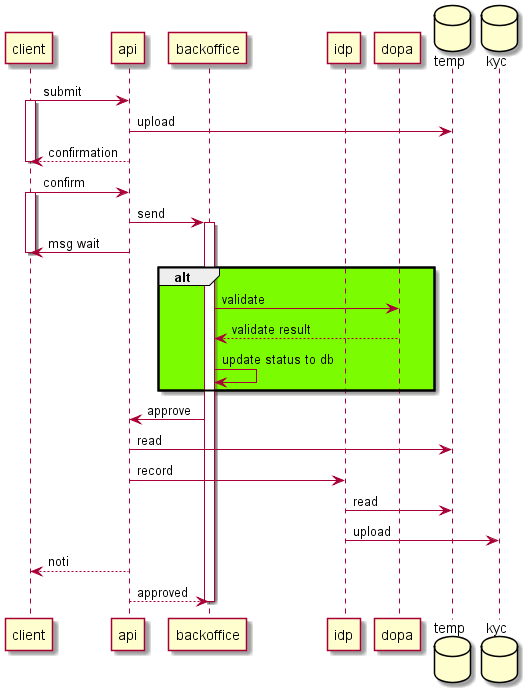 client api backoffice idp dopa
temp kyc
submit
upload
confirmation
confirm
send
msg wait
alt
validate
validate result
update status to db
approve
read
record
read
upload
noti
approved
client api backoffice idp dopa temp kyc